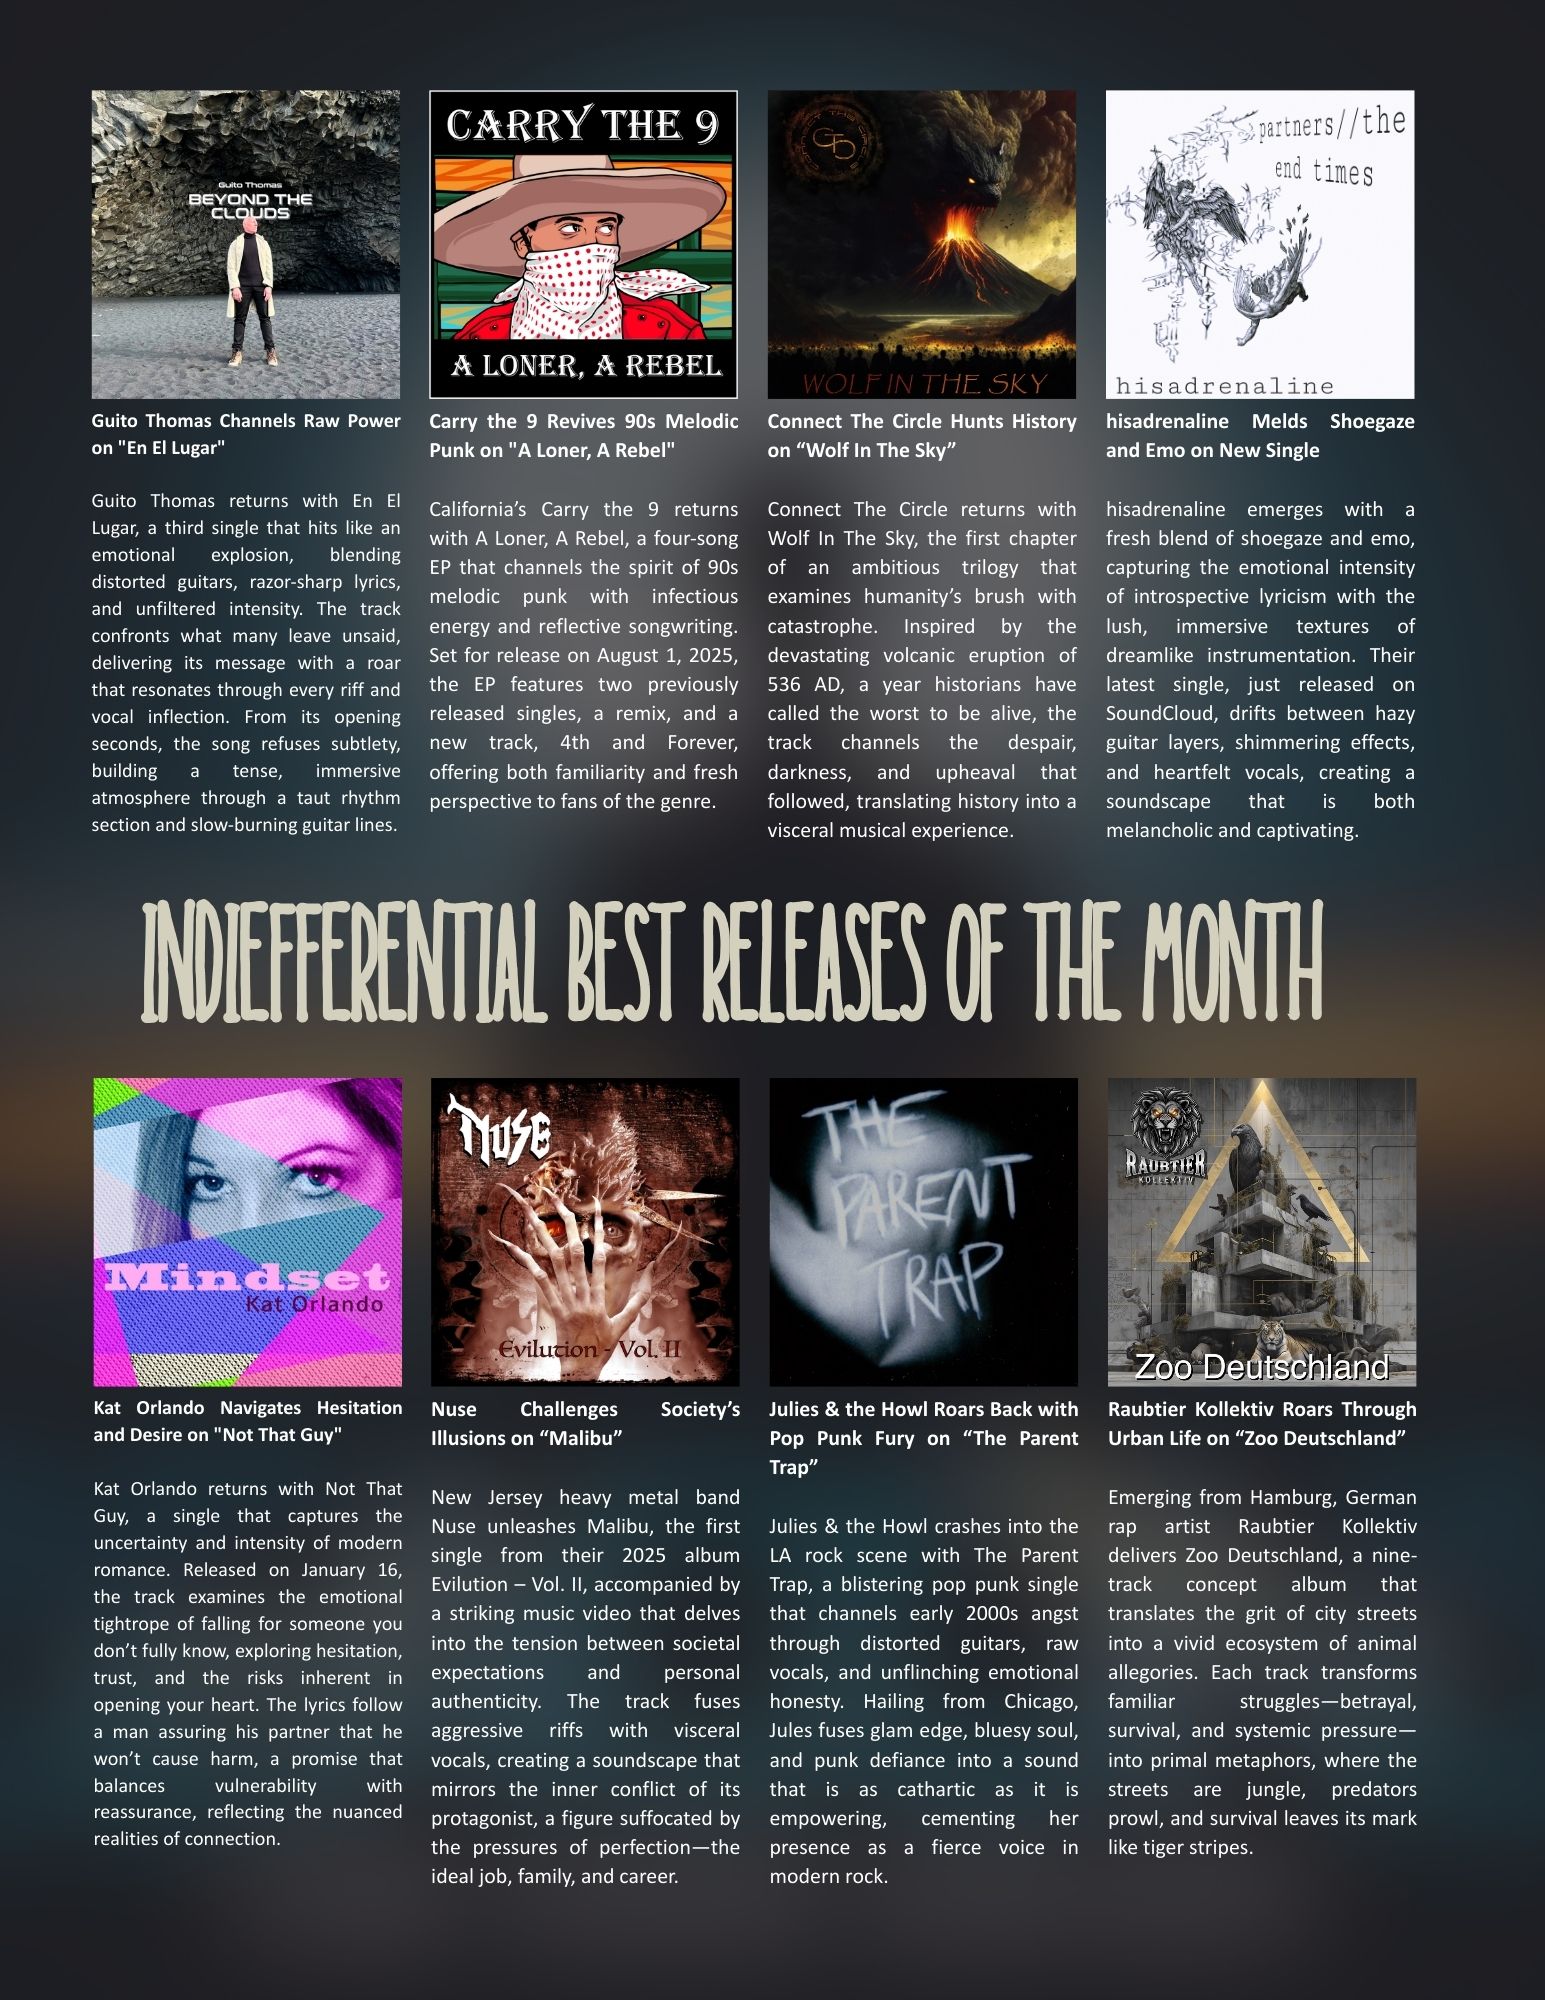 Guito Thomas
BEYOND THE
CLOUDS
Guito Thomas Channels Raw Power
on "En El Lugar"
Guito Thomas returns with En El
Lugar, a third single that hits like an
emotional explosion, blending
distorted guitars, razor-sharp lyrics,
and unfiltered intensity. The track
confronts what many leave unsaid,
delivering its message with a roar
that resonates through every riff and
vocal inflection. From its opening
seconds, the song refuses subtlety,
building a tense, immersive
atmosphere through a taut rhythm
section and slow-burning guitar lines.
CARRY THE 9
A LONER, A REBEL
Carry the 9 Revives 90s Melodic
Punk on "A Loner, A Rebel"
California’s Carry the 9 returns
with A Loner, A Rebel, a four-song
EP that channels the spirit of 90s
melodic punk with infectious
energy and reflective songwriting.
Set for release on August 1, 2025,
the EP features two previously
released singles, a remix, and a
new track, 4th and Forever,
offering both familiarity and fresh
perspective to fans of the genre.
WOLF IN THE SKY
Connect The Circle Hunts History
on “Wolf In The Sky”
Connect The Circle returns with
Wolf In The Sky, the first chapter
of an ambitious trilogy that
examines humanity’s brush with
catastrophe. Inspired by the
devastating volcanic eruption of
536 AD, a year historians have
called the worst to be alive, the
track channels the despair,
darkness, and upheaval that
followed, translating history into a
visceral musical experience.
partners//the
end times
hisadrenaline
hisadrenaline Melds Shoegaze
and Emo on New Single
hisadrenaline emerges with a
fresh blend of shoegaze and emo,
capturing the emotional intensity
of introspective lyricism with the
lush, immersive textures of
dreamlike instrumentation. Their
latest single, just released on
SoundCloud, drifts between hazy
guitar layers, shimmering effects,
and heartfelt vocals, creating a
soundscape that is both
melancholic and captivating.
INDIEFFERENTIAL BEST RELEASES OF THE MONTH
Mindset
Kat Orlando
Kat Orlando Navigates Hesitation
and Desire on "Not That Guy"
Kat Orlando returns with Not That
Guy, a single that captures the
uncertainty and intensity of modern
romance. Released on January 16,
the track examines the emotional
tightrope of falling for someone you
don’t fully know, exploring hesitation,
trust, and the risks inherent in
opening your heart. The lyrics follow
a man assuring his partner that he
won’t cause harm, a promise that
balances vulnerability with
reassurance, reflecting the nuanced
realities of connection.
NUSE
Evilution - Vol. II
Nuse Challenges Society’s
Illusions on “Malibu”
New Jersey heavy metal band
Nuse unleashes Malibu, the first
single from their 2025 album
Evilution – Vol. II, accompanied by
a striking music video that delves
into the tension between societal
expectations and personal
authenticity. The track fuses
aggressive riffs with visceral
vocals, creating a soundscape that
mirrors the inner conflict of its
protagonist, a figure suffocated by
the pressures of perfection—the
ideal job, family, and career.
THE
PARENT
TRAP
Julies & the Howl Roars Back with
Pop Punk Fury on “The Parent
Trap”
Julies & the Howl crashes into the
LA rock scene with The Parent
Trap, a blistering pop punk single
that channels early 2000s angst
through distorted guitars, raw
vocals, and unflinching emotional
honesty. Hailing from Chicago,
Jules fuses glam edge, bluesy soul,
and punk defiance into a sound
that is as cathartic as it is
empowering, cementing her
presence as a fierce voice in
modern rock.
RAUBTIER
KOLLEKTIV
Zoo Deutschland
Raubtier Kollektiv Roars Through
Urban Life on “Zoo Deutschland”
Emerging from Hamburg, German
rap artist Raubtier Kollektiv
delivers Zoo Deutschland, a nine-
track concept album that
translates the grit of city streets
into a vivid ecosystem of animal
allegories. Each track transforms
familiar struggles—betrayal,
survival, and systemic pressure—
into primal metaphors, where the
streets are jungle, predators
prowl, and survival leaves its mark
like tiger stripes.